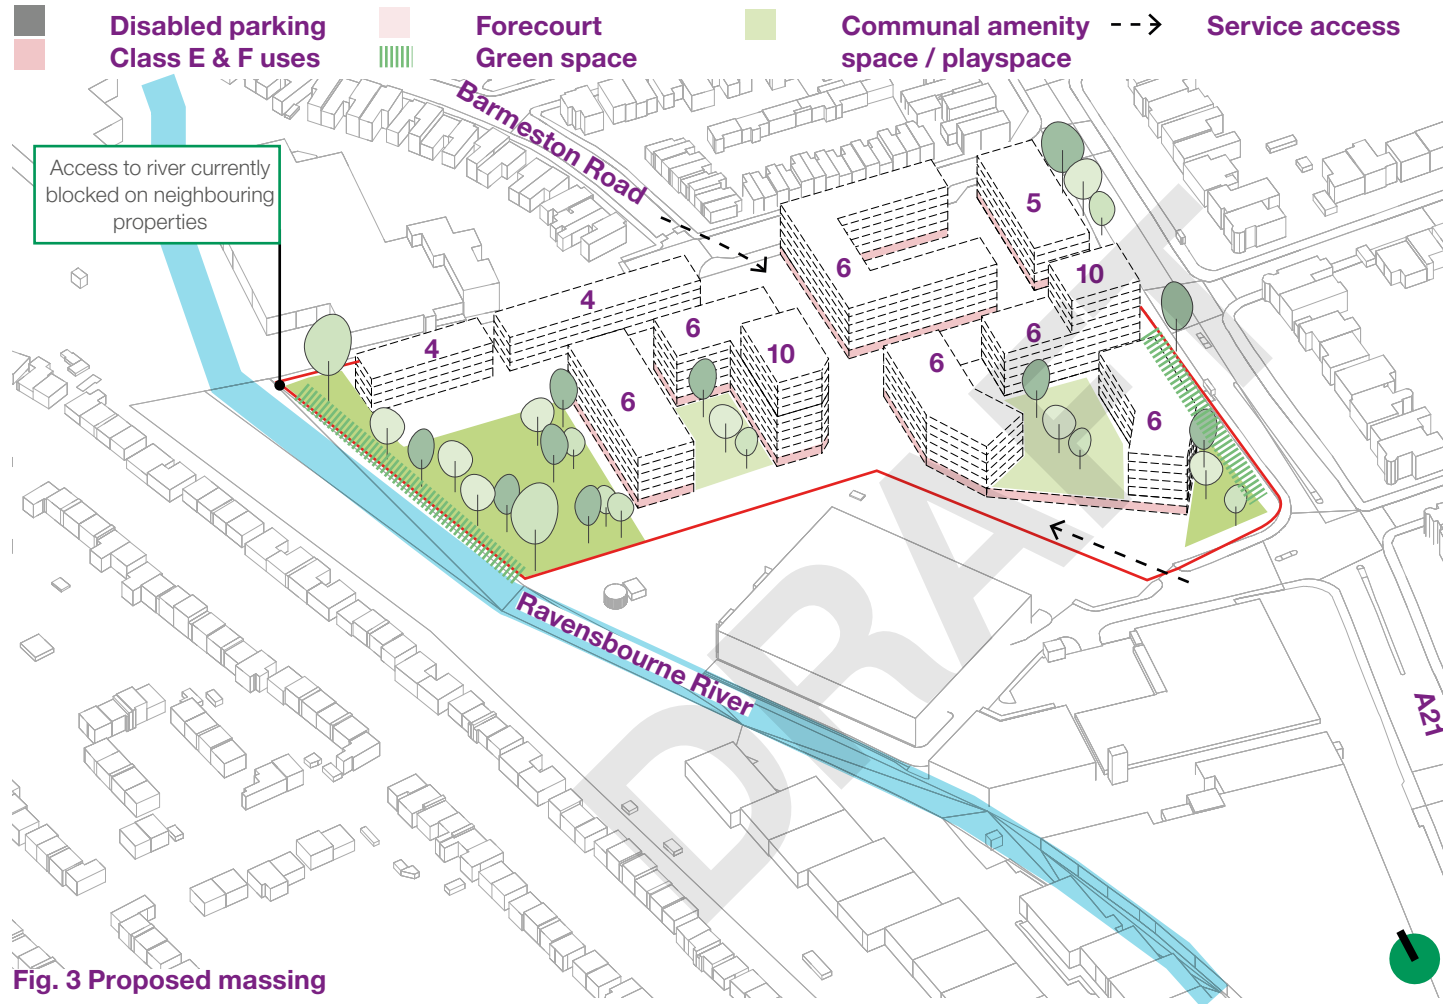 Disabled parking
Class E & F uses
Forecourt
Green space
Communal amenity
space / playspace
Service access
Access to river currently
blocked on neighbouring
properties
Barmeston Road
5
6
10
4
6
6
4
10
6
6
6
Ravensbourne River
A21
DRAFT
Fig. 3 Proposed massing